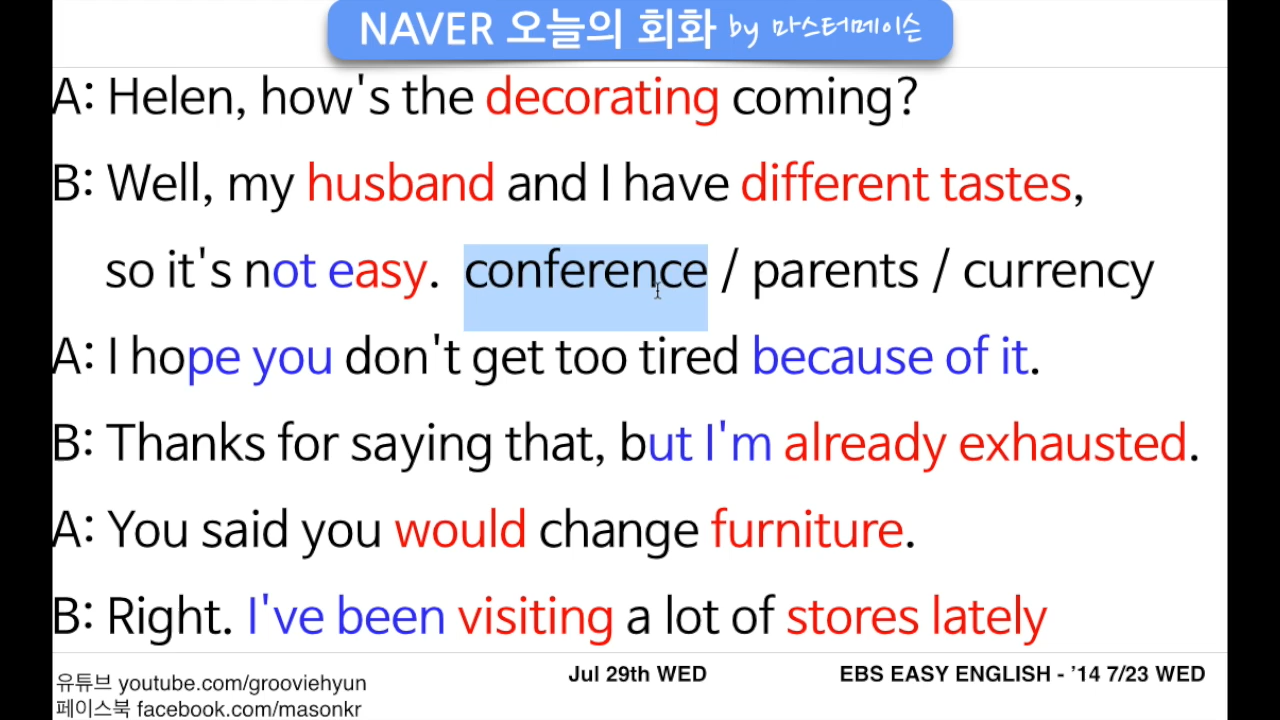 NAVER 오늘의 회화 by 마스터메이슨
A: Helen, how's the decorating coming?
B: Well, my husband and I have different tastes,
so it's not easy. conference / parents / currency
A: I hope you don't get too tired because of it.
B: Thanks for saying that, but I'm already exhausted.
A: You said you would change furniture.
B: Right. I've been visiting a lot of stores lately
유튜브 youtube.com/grooviehyun
페이스북 facebook.com/masonkr
Jul 29th WED
EBS EASY ENGLISH - ’14 7/23 WED